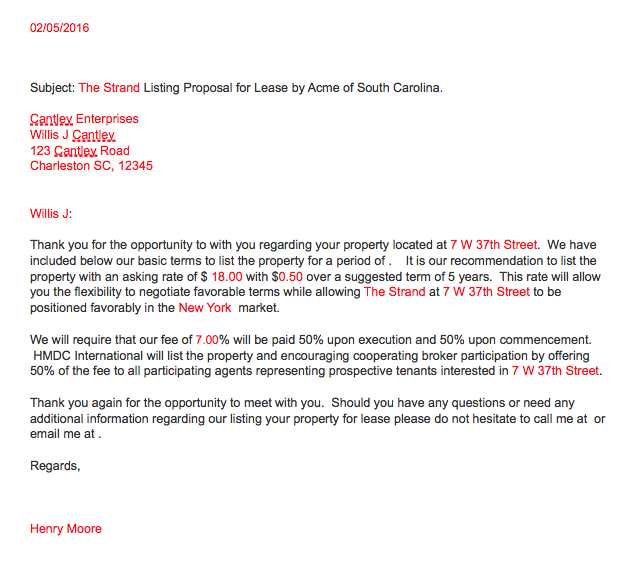 02/05/2016
Subject: The Strand Listing Proposal for Lease by Acme of South Carolina.
Cantley Enterprises
Willis J Cantley
123 Cantley Road
Charleston SC, 12345
Willis J:
Thank you for the opportunity to with you regarding your property located at 7 W 37th Street.  We have
included below our basic terms to list the property for a period of .    It is our recommendation to list the
property with an asking rate of $ 18.00 with $0.50 over a suggested term of 5 years.  This rate will allow
you the flexibility to negotiate favorable terms while allowing The Strand at 7 W 37th Street to be
positioned favorably in the New York  market.
We will require that our fee of 7.00% will be paid 50% upon execution and 50% upon commencement.
HMDC International will list the property and encouraging cooperating broker participation by offering
50% of the fee to all participating agents representing prospective tenants interested in 7 W 37th Street.
Thank you again for the opportunity to meet with you.  Should you have any questions or need any
additional information regarding our listing your property for lease please do not hesitate to call me at  or
email me at .
Regards,
Henry Moore